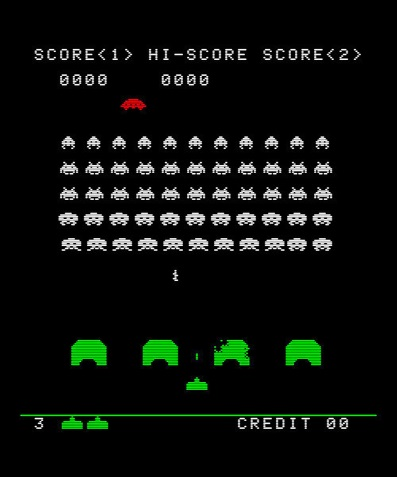 SCORE<1> HI-SCORE SCORE<2>
0000 0000
3 CREDIT 00